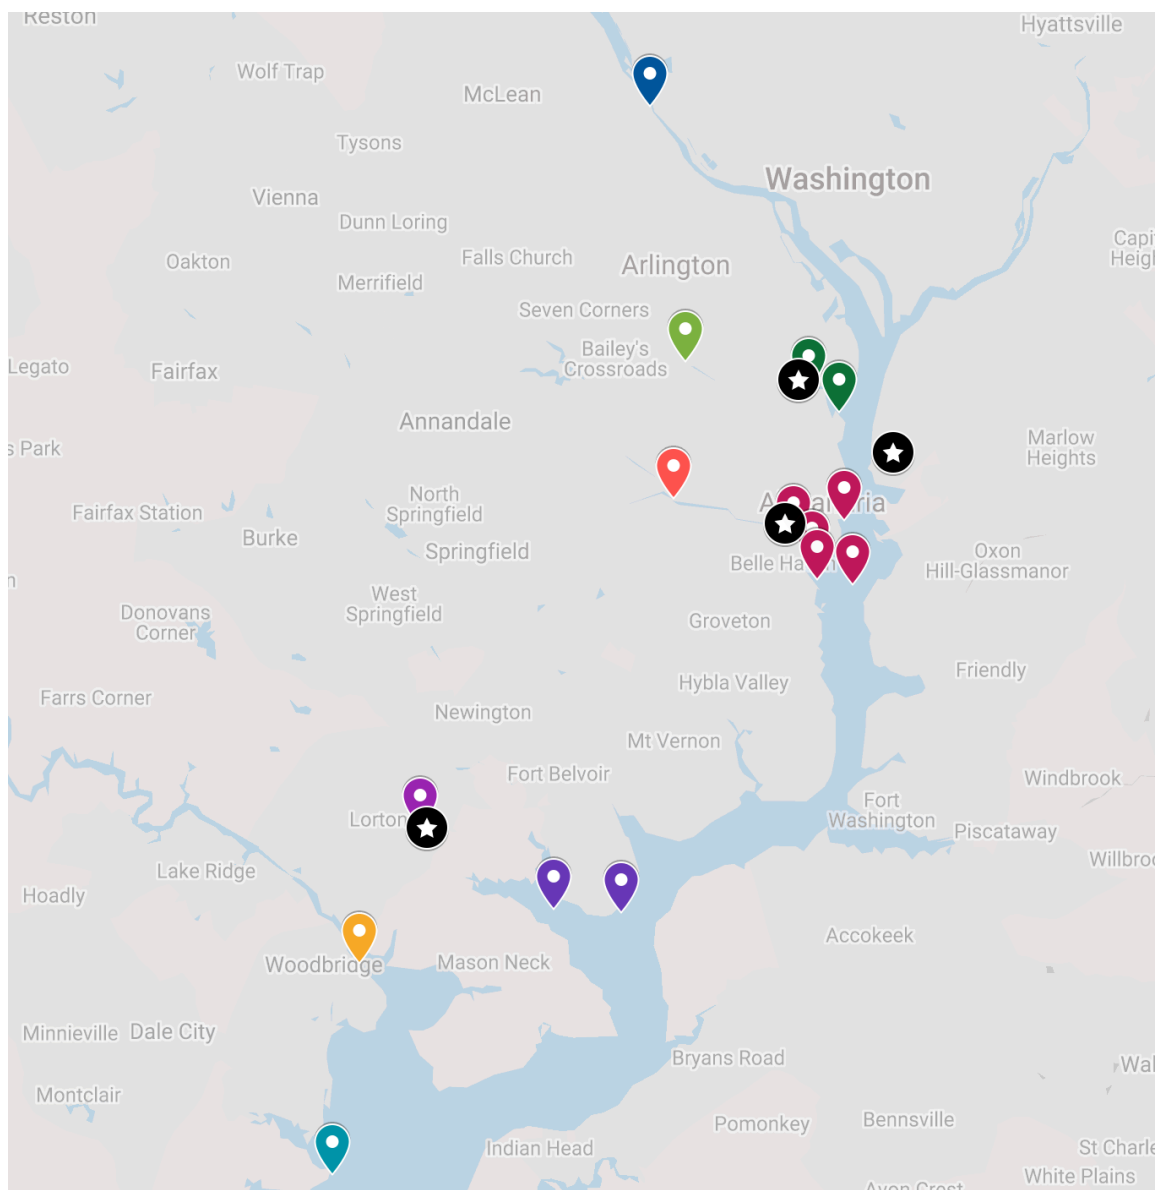 Reston
Hyattsville
Wolf Trap
McLean
Tysons
Washington
Vienna
Dunn Loring
Capi
Heigh
Oakton
Falls Church
Arlington
Merrifield
Seven Corners
Bailey's
Crossroads
Legato
Fairfax
Annandale
s Park
Marlow
Heights
North
Springfield
Fairfax Station
Burke
Springfield
Belle Ha
Oxon
Hill-Glassmanor
n
West
Springfield
Donovans
Corner
Groveton
Friendly
Hybla Valley
Farrs Corner
Newington
Mt Vernon
Fort Belvoir
Windbrook
Lorton
Fort
Washington
Piscataway
Willbro
Lake Ridge
Hoadly
Accokeek
Woodbridge
Mason Neck
Minnieville
Dale City
Bryans Road
Wal
Montclair
Pomonkey
Bennsville
Indian Head
St Charle
White Plains
Avon Crest